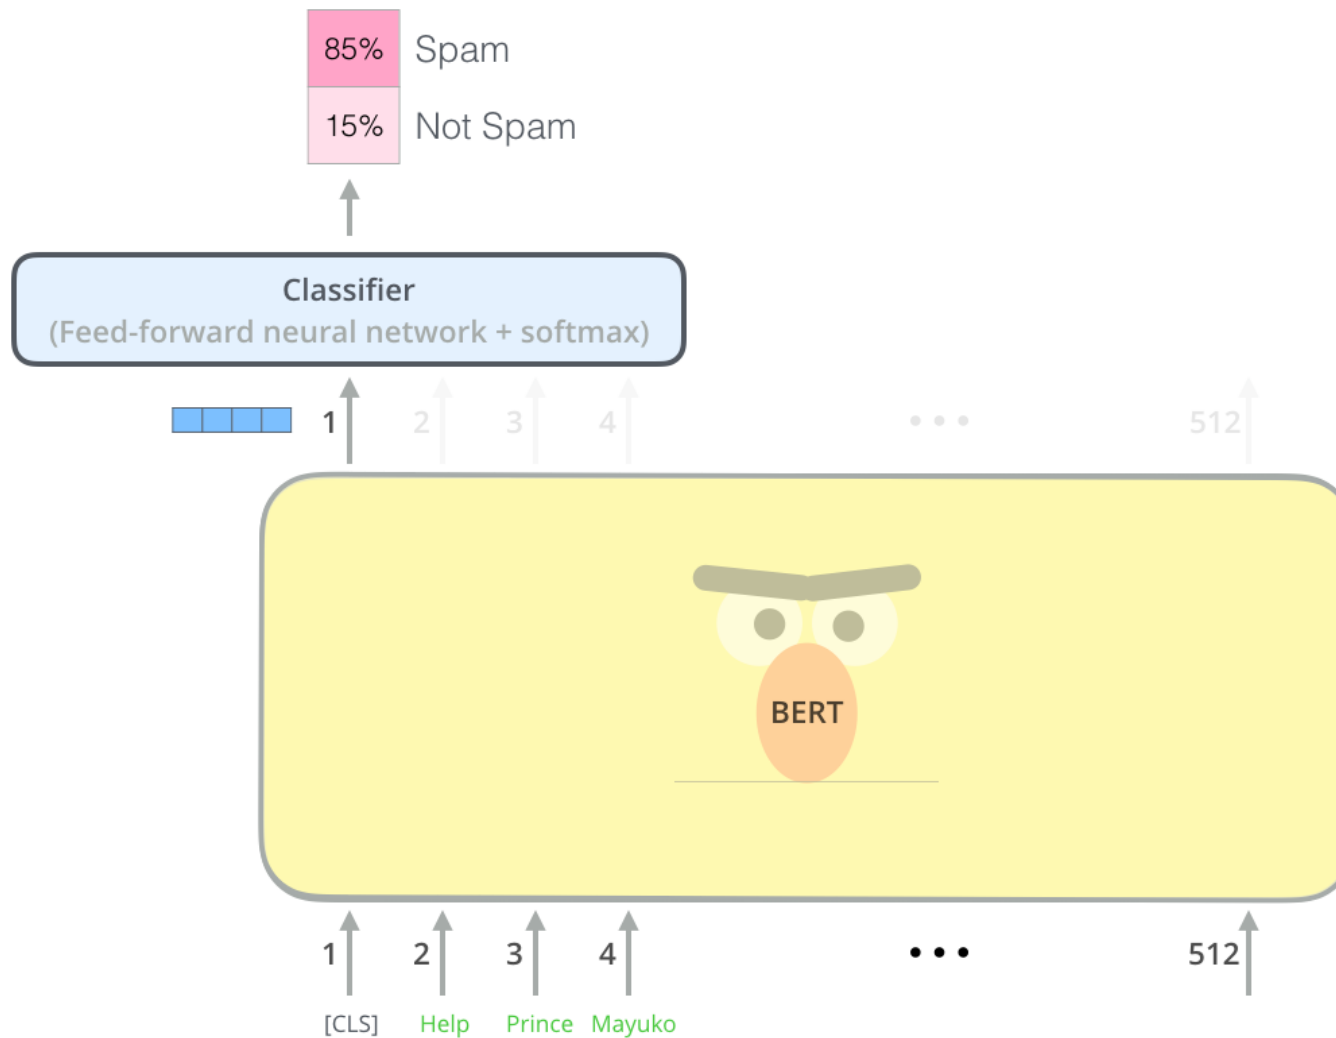 85% Spam
15% Not Spam
Classifier
(Feed-forward neural network + softmax)
1 2 3 4 ••• 512
BERT
1 2 3 4 ••• 512
[CLS] Help Prince Mayuko